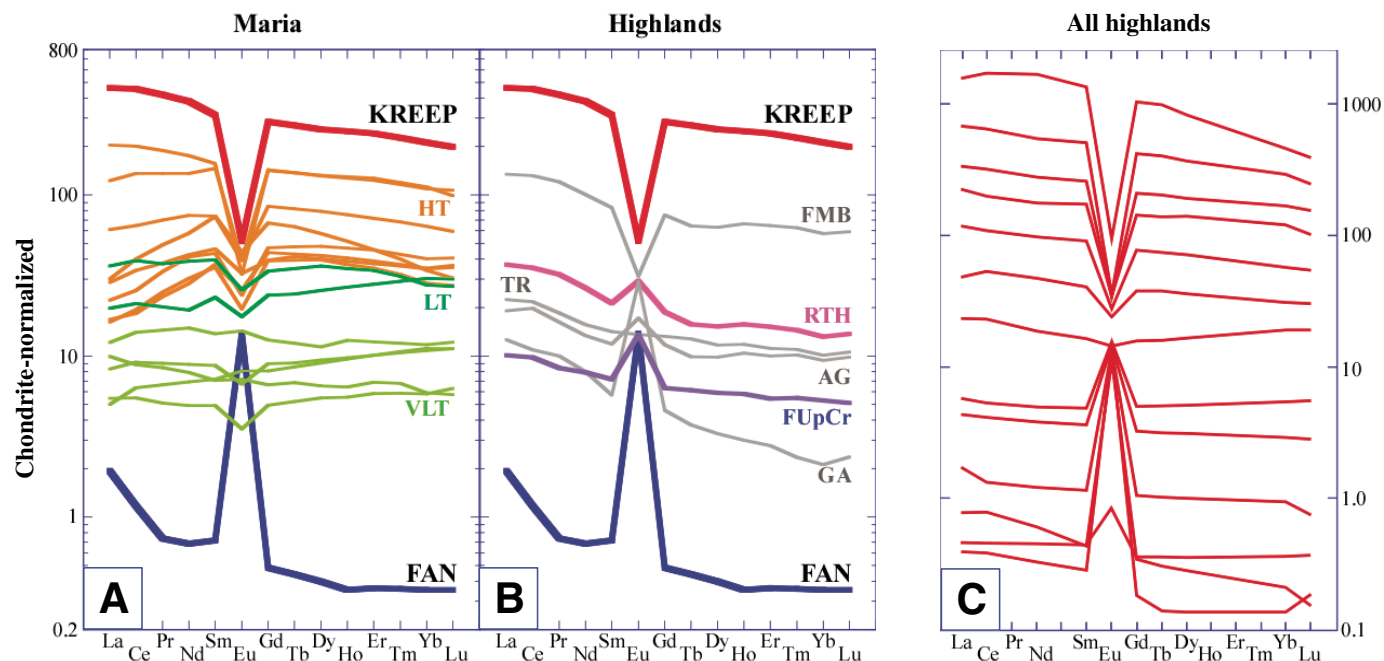 Maria
Highlands
All highlands
Chondrite-normalized
800
100
10
1
0.2
KREEP
HT
LT
VLT
FAN
A
La Ce Pr Nd Sm Eu Gd Tb Dy Ho Er Tm Yb Lu
KREEP
FMB
TR
RTH
AG
FUpCr
GA
FAN
B
La Ce Pr Nd Sm Eu Gd Tb Dy Ho Er Tm Yb Lu
1000
100
10
1.0
0.1
C
La Ce Pr Nd Sm Eu Gd Tb Dy Ho Er Tm Yb Lu